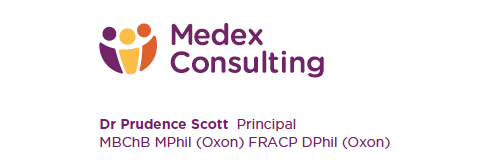 Medex
Consulting
Dr Prudence Scott Principal
MBChB MPhil (Oxon) FRACP DPhil (Oxon)